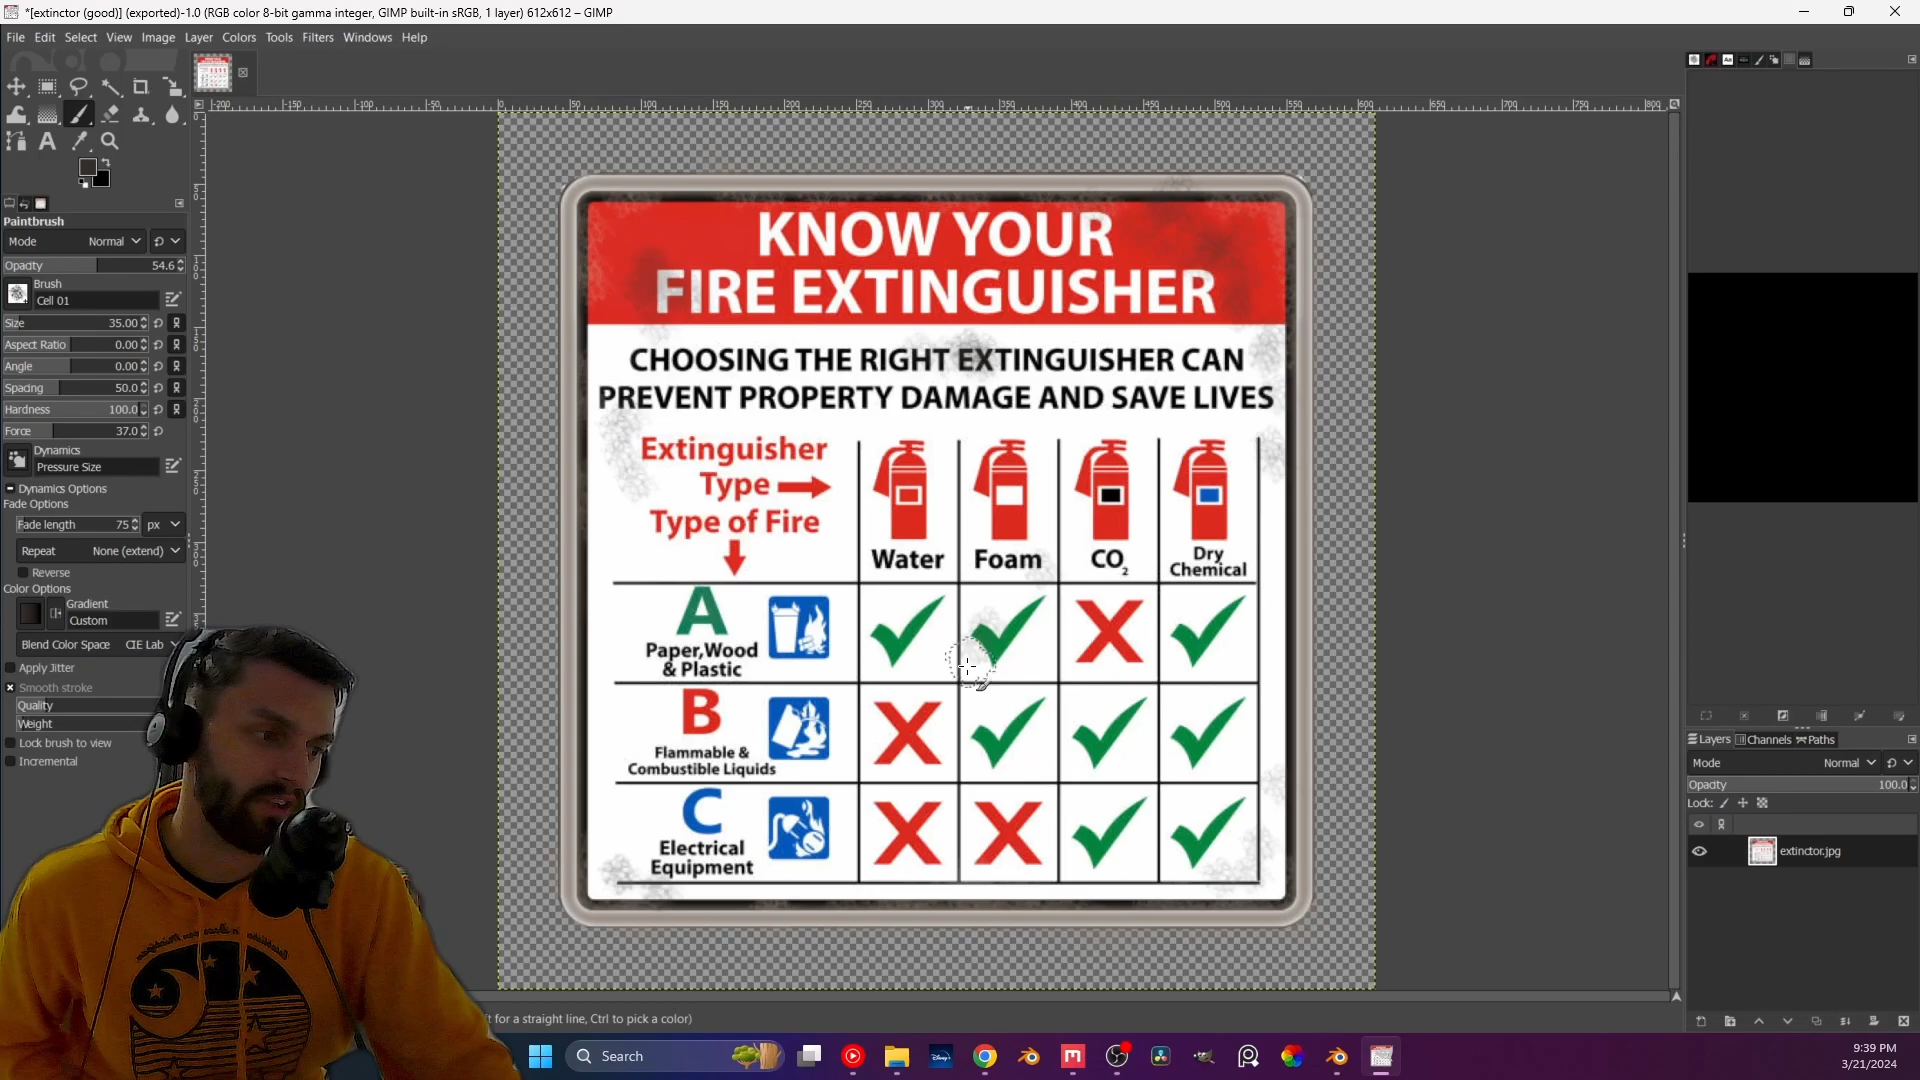 *[extinctor (good)] (exported)-1.0 (RGB color 8-bit gamma integer, GIMP built-in sRGB, 1 layer) 612x612 – GIMP
File Edit Select View Image Layer Colors Tools Filters Windows Help
Paintbrush
Mode Normal
Opacity 54.6
Brush
Cell 01
Size 35.00
Aspect Ratio 0.00
Angle 0.00
Spacing 50.0
Hardness 100.0
Force 37.0
Dynamics
Pressure Size
Dynamics Options
Fade Options
Fade length 75 px
Repeat None (extend)
Reverse
Color Options
Gradient
Custom
Blend Color Space CIE Lab
Apply Jitter
Smooth stroke
Quality
Weight
Lock brush to view
Incremental
KNOW YOUR
FIRE EXTINGUISHER
CHOOSING THE RIGHT EXTINGUISHER CAN
PREVENT PROPERTY DAMAGE AND SAVE LIVES
Extinguisher
Type
Type of Fire
Water Foam CO2 Dry Chemical
A
Paper,Wood
& Plastic
B
Flammable &
Combustible Liquids
C
Electrical
Equipment
Layers Channels Paths
Mode Normal
Opacity 100.0
Lock:
extinctor.jpg
for a straight line, Ctrl to pick a color)
Search
Disney+
9:39 PM
3/21/2024